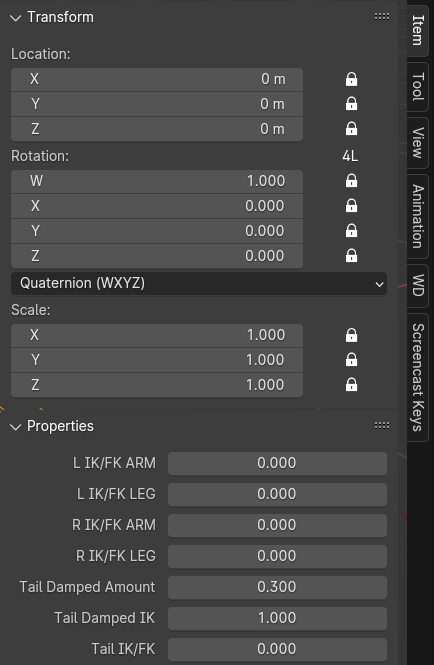 Transform
Location:
X 0 m
Y 0 m
Z 0 m
Rotation: 4L
W 1.000
X 0.000
Y 0.000
Z 0.000
Quaternion (WXYZ)
Scale:
X 1.000
Y 1.000
Z 1.000
Properties
L IK/FK ARM 0.000
L IK/FK LEG 0.000
R IK/FK ARM 0.000
R IK/FK LEG 0.000
Tail Damped Amount 0.300
Tail Damped IK 1.000
Tail IK/FK 0.000
Item
Tool
View
Animation
WD
Screencast Keys